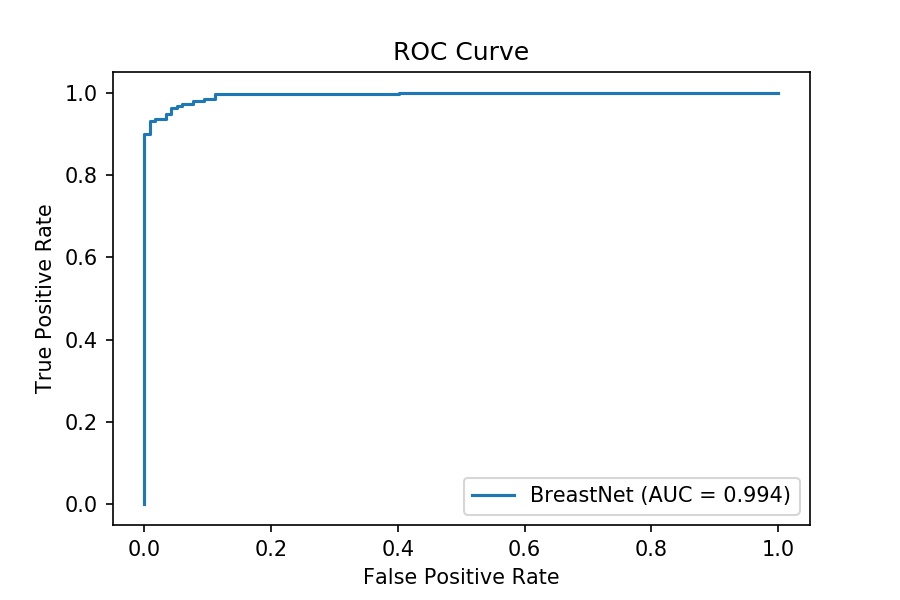 ROC Curve
True Positive Rate
1.0
0.8
0.6
0.4
0.2
0.0
BreastNet (AUC = 0.994)
0.0 0.2 0.4 0.6 0.8 1.0
False Positive Rate